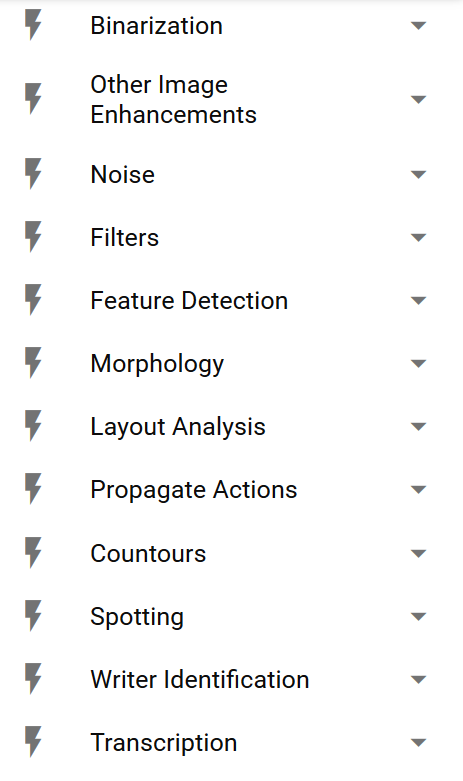 Binarization
Other Image
Enhancements
Noise
Filters
Feature Detection
Morphology
Layout Analysis
Propagate Actions
Countours
Spotting
Writer Identification
Transcription